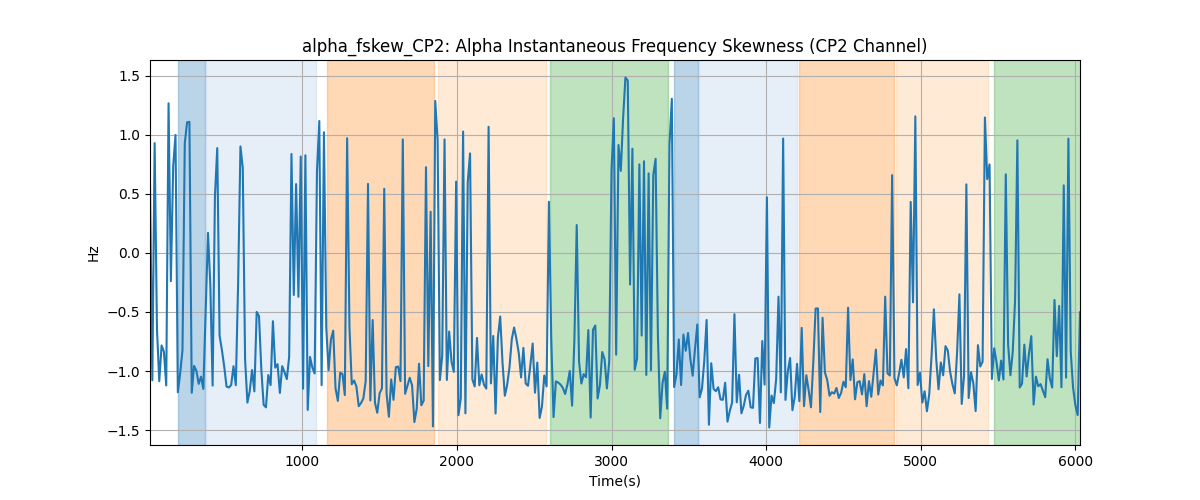 alpha_fskew_CP2: Alpha Instantaneous Frequency Skewness (CP2 Channel)
1.5
1.0
0.5
0.0
−0.5
−1.0
−1.5
Hz
1000 2000 3000 4000 5000 6000
Time(s)